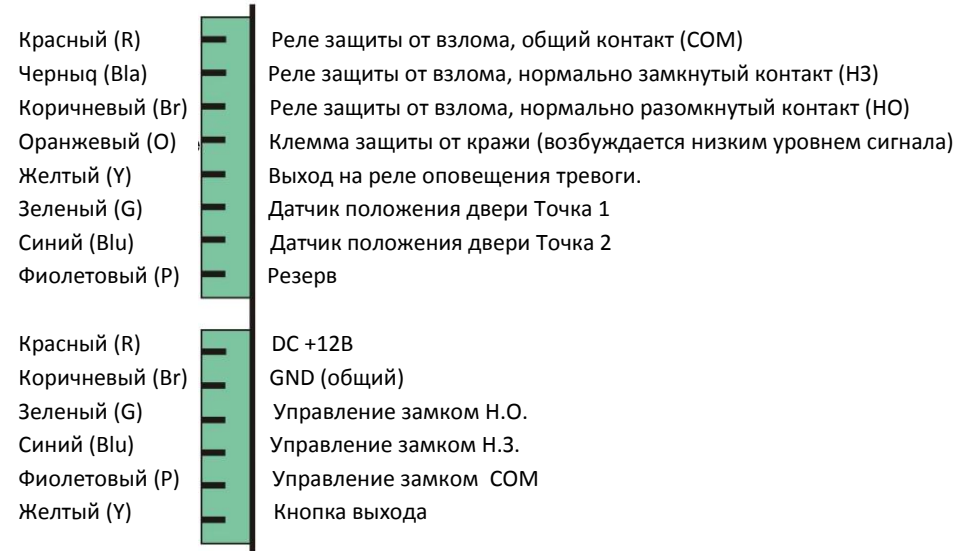 Красный (R) Реле защиты от взлома, общий контакт (COM)
Черныq (Bla) Реле защиты от взлома, нормально замкнутый контакт (НЗ)
Коричневый (Br) Реле защиты от взлома, нормально разомкнутый контакт (НО)
Оранжевый (O) Клемма защиты от кражи (возбуждается низким уровнем сигнала)
Желтый (Y) Выход на реле оповещения тревоги.
Зеленый (G) Датчик положения двери Точка 1
Синий (Blu) Датчик положения двери Точка 2
Фиолетовый (P) Резерв
Красный (R) DC +12В
Коричневый (Br) GND (общий)
Зеленый (G) Управление замком Н.О.
Синий (Blu) Управление замком Н.З.
Фиолетовый (P) Управление замком COM
Желтый (Y) Кнопка выхода